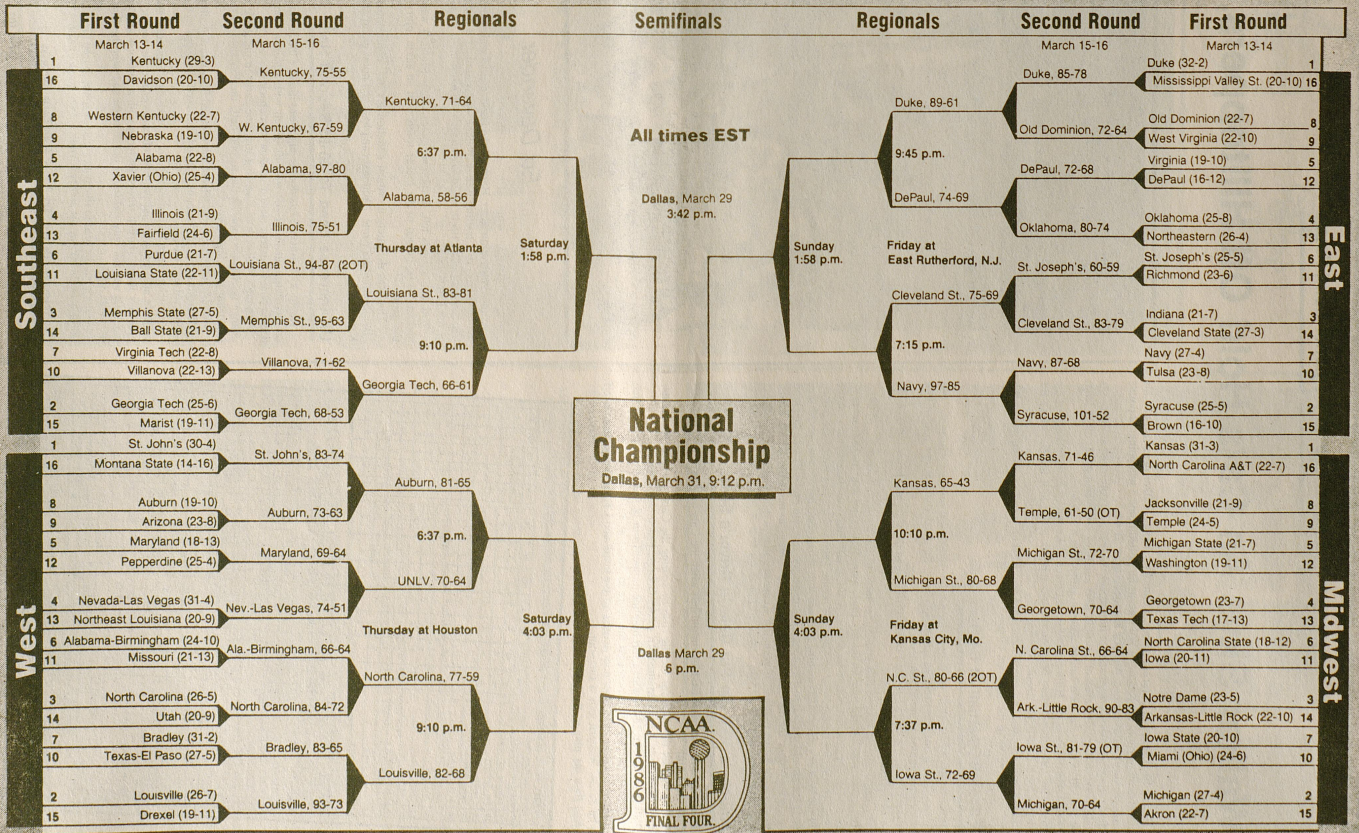 First Round Second Round Regionals Semifinals Regionals Second Round First Round
March 13-14 March 15-16 March 15-16 March 13-14
Southeast
1 Kentucky (29-3)
16 Davidson (20-10)
8 Western Kentucky (22-7)
9 Nebraska (19-10)
5 Alabama (22-8)
12 Xavier (Ohio) (25-4)
4 Illinois (21-9)
13 Fairfield (24-6)
6 Purdue (21-7)
11 Louisiana State (22-11)
3 Memphis State (27-5)
14 Ball State (21-9)
7 Virginia Tech (22-8)
10 Villanova (22-13)
2 Georgia Tech (25-6)
15 Marist (19-11)
Kentucky, 75-55
W. Kentucky, 67-59
Alabama, 97-80
Illinois, 75-51
Louisiana St., 94-87 (2OT)
Memphis St., 95-63
Villanova, 71-62
Georgia Tech, 68-53
Kentucky, 71-64
6:37 p.m.
Alabama, 58-56
Thursday at Atlanta
Louisiana St., 83-81
9:10 p.m.
Georgia Tech, 66-61
Saturday
1:58 p.m.
West
1 St. John's (30-4)
16 Montana State (14-16)
8 Auburn (19-10)
9 Arizona (23-8)
5 Maryland (18-13)
12 Pepperdine (25-4)
4 Nevada-Las Vegas (31-4)
13 Northeast Louisiana (20-9)
6 Alabama-Birmingham (24-10)
11 Missouri (21-13)
3 North Carolina (26-5)
14 Utah (20-9)
7 Bradley (31-2)
10 Texas-El Paso (27-5)
2 Louisville (26-7)
15 Drexel (19-11)
St. John's, 83-74
Auburn, 73-63
Maryland, 69-64
Nev.-Las Vegas, 74-51
Ala.-Birmingham, 66-64
North Carolina, 84-72
Bradley, 83-65
Louisville, 93-73
Auburn, 81-65
6:37 p.m.
UNLV. 70-64
Thursday at Houston
North Carolina, 77-59
9:10 p.m.
Louisville, 82-68
Saturday
4:03 p.m.
All times EST
Dallas, March 29
3:42 p.m.
National
Championship
Dallas, March 31, 9:12 p.m.
Dallas March 29
6 p.m.
NCAA.
1986
FINAL FOUR.
East
Duke (32-2) 1
Mississippi Valley St. (20-10) 16
Old Dominion (22-7) 8
West Virginia (22-10) 9
Virginia (19-10) 5
DePaul (16-12) 12
Oklahoma (25-8) 4
Northeastern (26-4) 13
St. Joseph's (25-5) 6
Richmond (23-6) 11
Indiana (21-7) 3
Cleveland State (27-3) 14
Navy (27-4) 7
Tulsa (23-8) 10
Syracuse (25-5) 2
Brown (16-10) 15
Duke, 85-78
Old Dominion, 72-64
DePaul, 72-68
Oklahoma, 80-74
St. Joseph's, 60-59
Cleveland St., 83-79
Navy, 87-68
Syracuse, 101-52
Duke, 89-61
9:45 p.m.
DePaul, 74-69
Friday at
East Rutherford, N.J.
Cleveland St., 75-69
7:15 p.m.
Navy, 97-85
Sunday
1:58 p.m.
Midwest
Kansas (31-3) 1
North Carolina A&T (22-7) 16
Jacksonville (21-9) 8
Temple (24-5) 9
Michigan State (21-7) 5
Washington (19-11) 12
Georgetown (23-7) 4
Texas Tech (17-13) 13
North Carolina State (18-12) 6
Iowa (20-11) 11
Notre Dame (23-5) 3
Arkansas-Little Rock (22-10) 14
Iowa State (20-10) 7
Miami (Ohio) (24-6) 10
Michigan (27-4) 2
Akron (22-7) 15
Kansas, 71-46
Temple, 61-50 (OT)
Michigan St., 72-70
Georgetown, 70-64
N. Carolina St., 66-64
Ark.-Little Rock, 90-83
Iowa St., 81-79 (OT)
Michigan, 70-64
Kansas, 65-43
10:10 p.m.
Michigan St., 80-68
Friday at
Kansas City, Mo.
N.C. St., 80-66 (2OT)
7:37 p.m.
Iowa St., 72-69
Sunday
4:03 p.m.